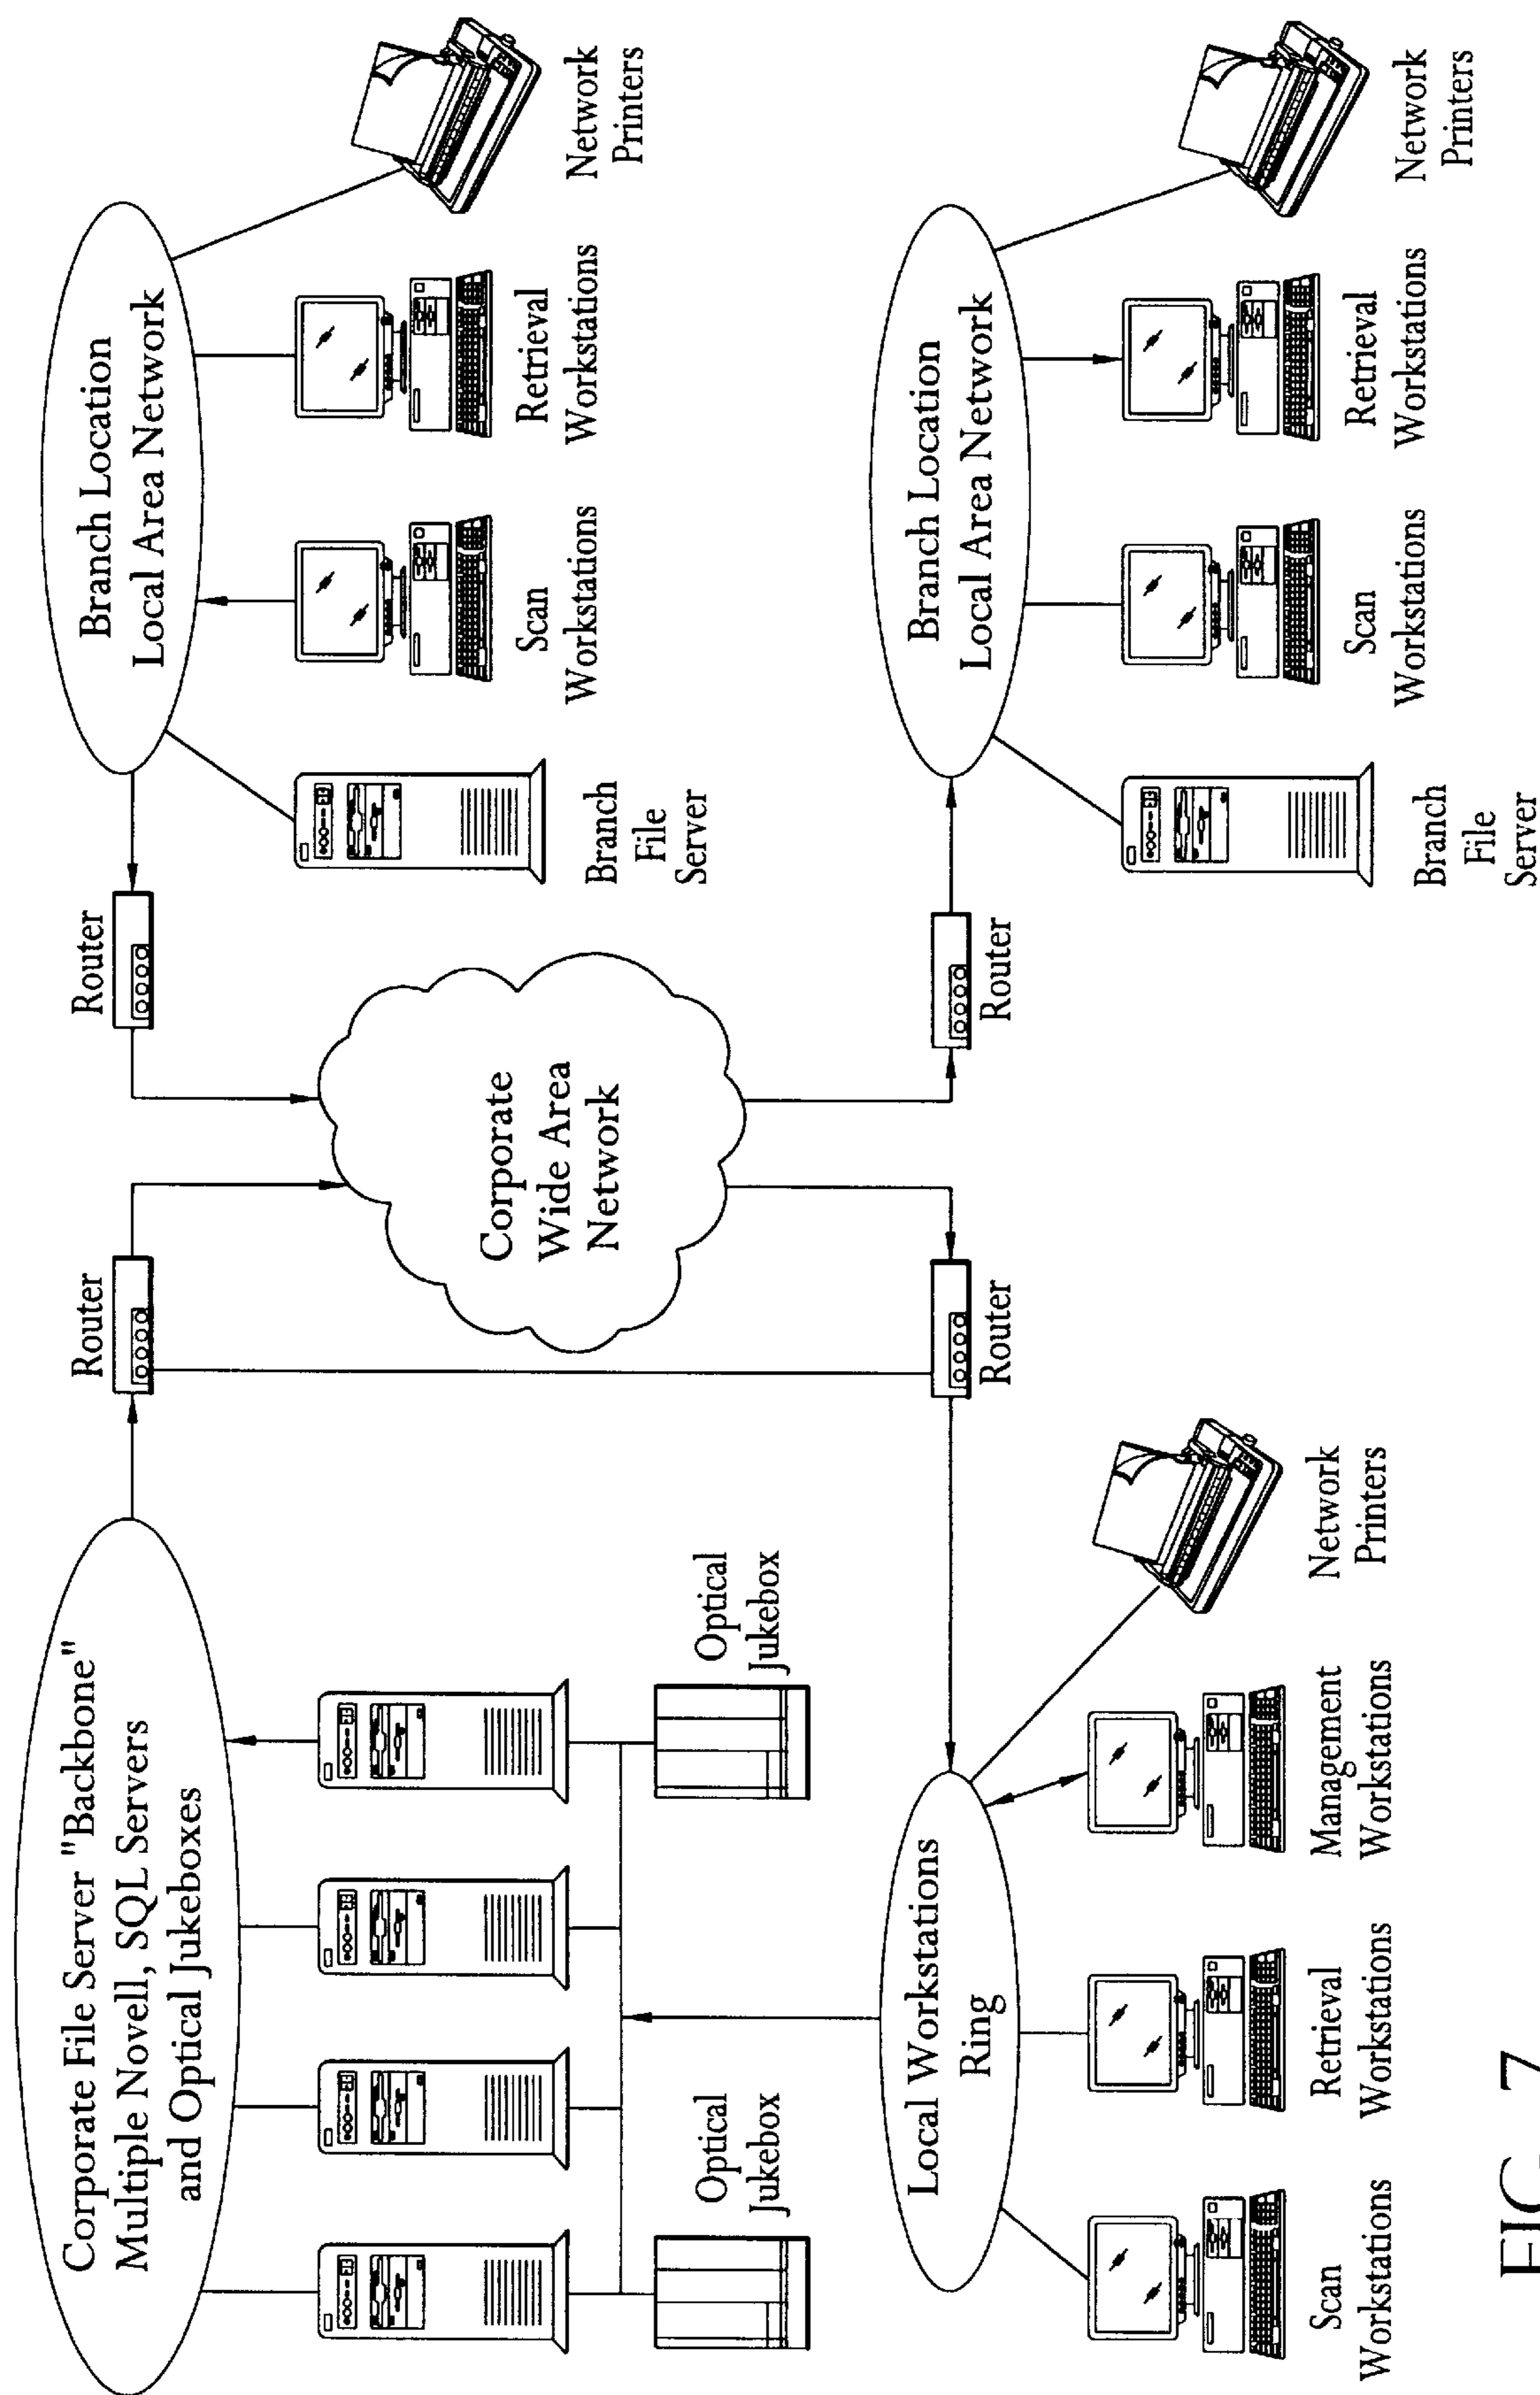 Corporate File Server "Backbone"
Multiple Novell, SQL Servers
and Optical Jukeboxes
Router
Router
Branch Location
Local Area Network
Optical
Jukebox
Optical
Jukebox
Corporate
Wide Area
Network
Branch
File
Server
Scan
Workstations
Retrieval
Workstations
Network
Printers
Local Workstations
Ring
Router
Router
Branch Location
Local Area Network
Scan
Workstations
Retrieval
Workstations
Management
Workstations
Network
Printers
Branch
File
Server
Scan
Workstations
Retrieval
Workstations
Network
Printers
FIG. 7